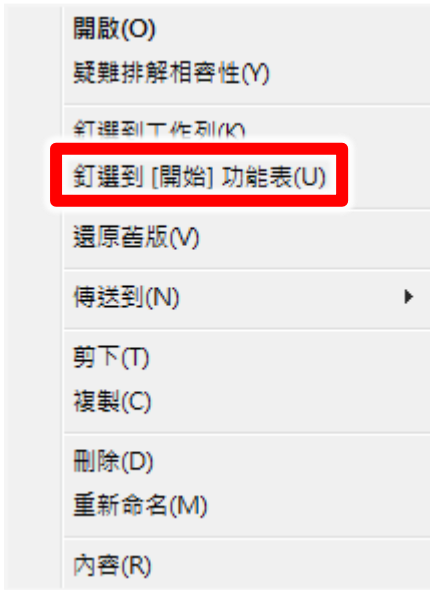 開啟(O)
疑難排解相容性(Y)
釘選到工作列(K)
釘選到 [開始] 功能表(U)
還原舊版(V)
傳送到(N)
剪下(T)
複製(C)
刪除(D)
重新命名(M)
內容(R)